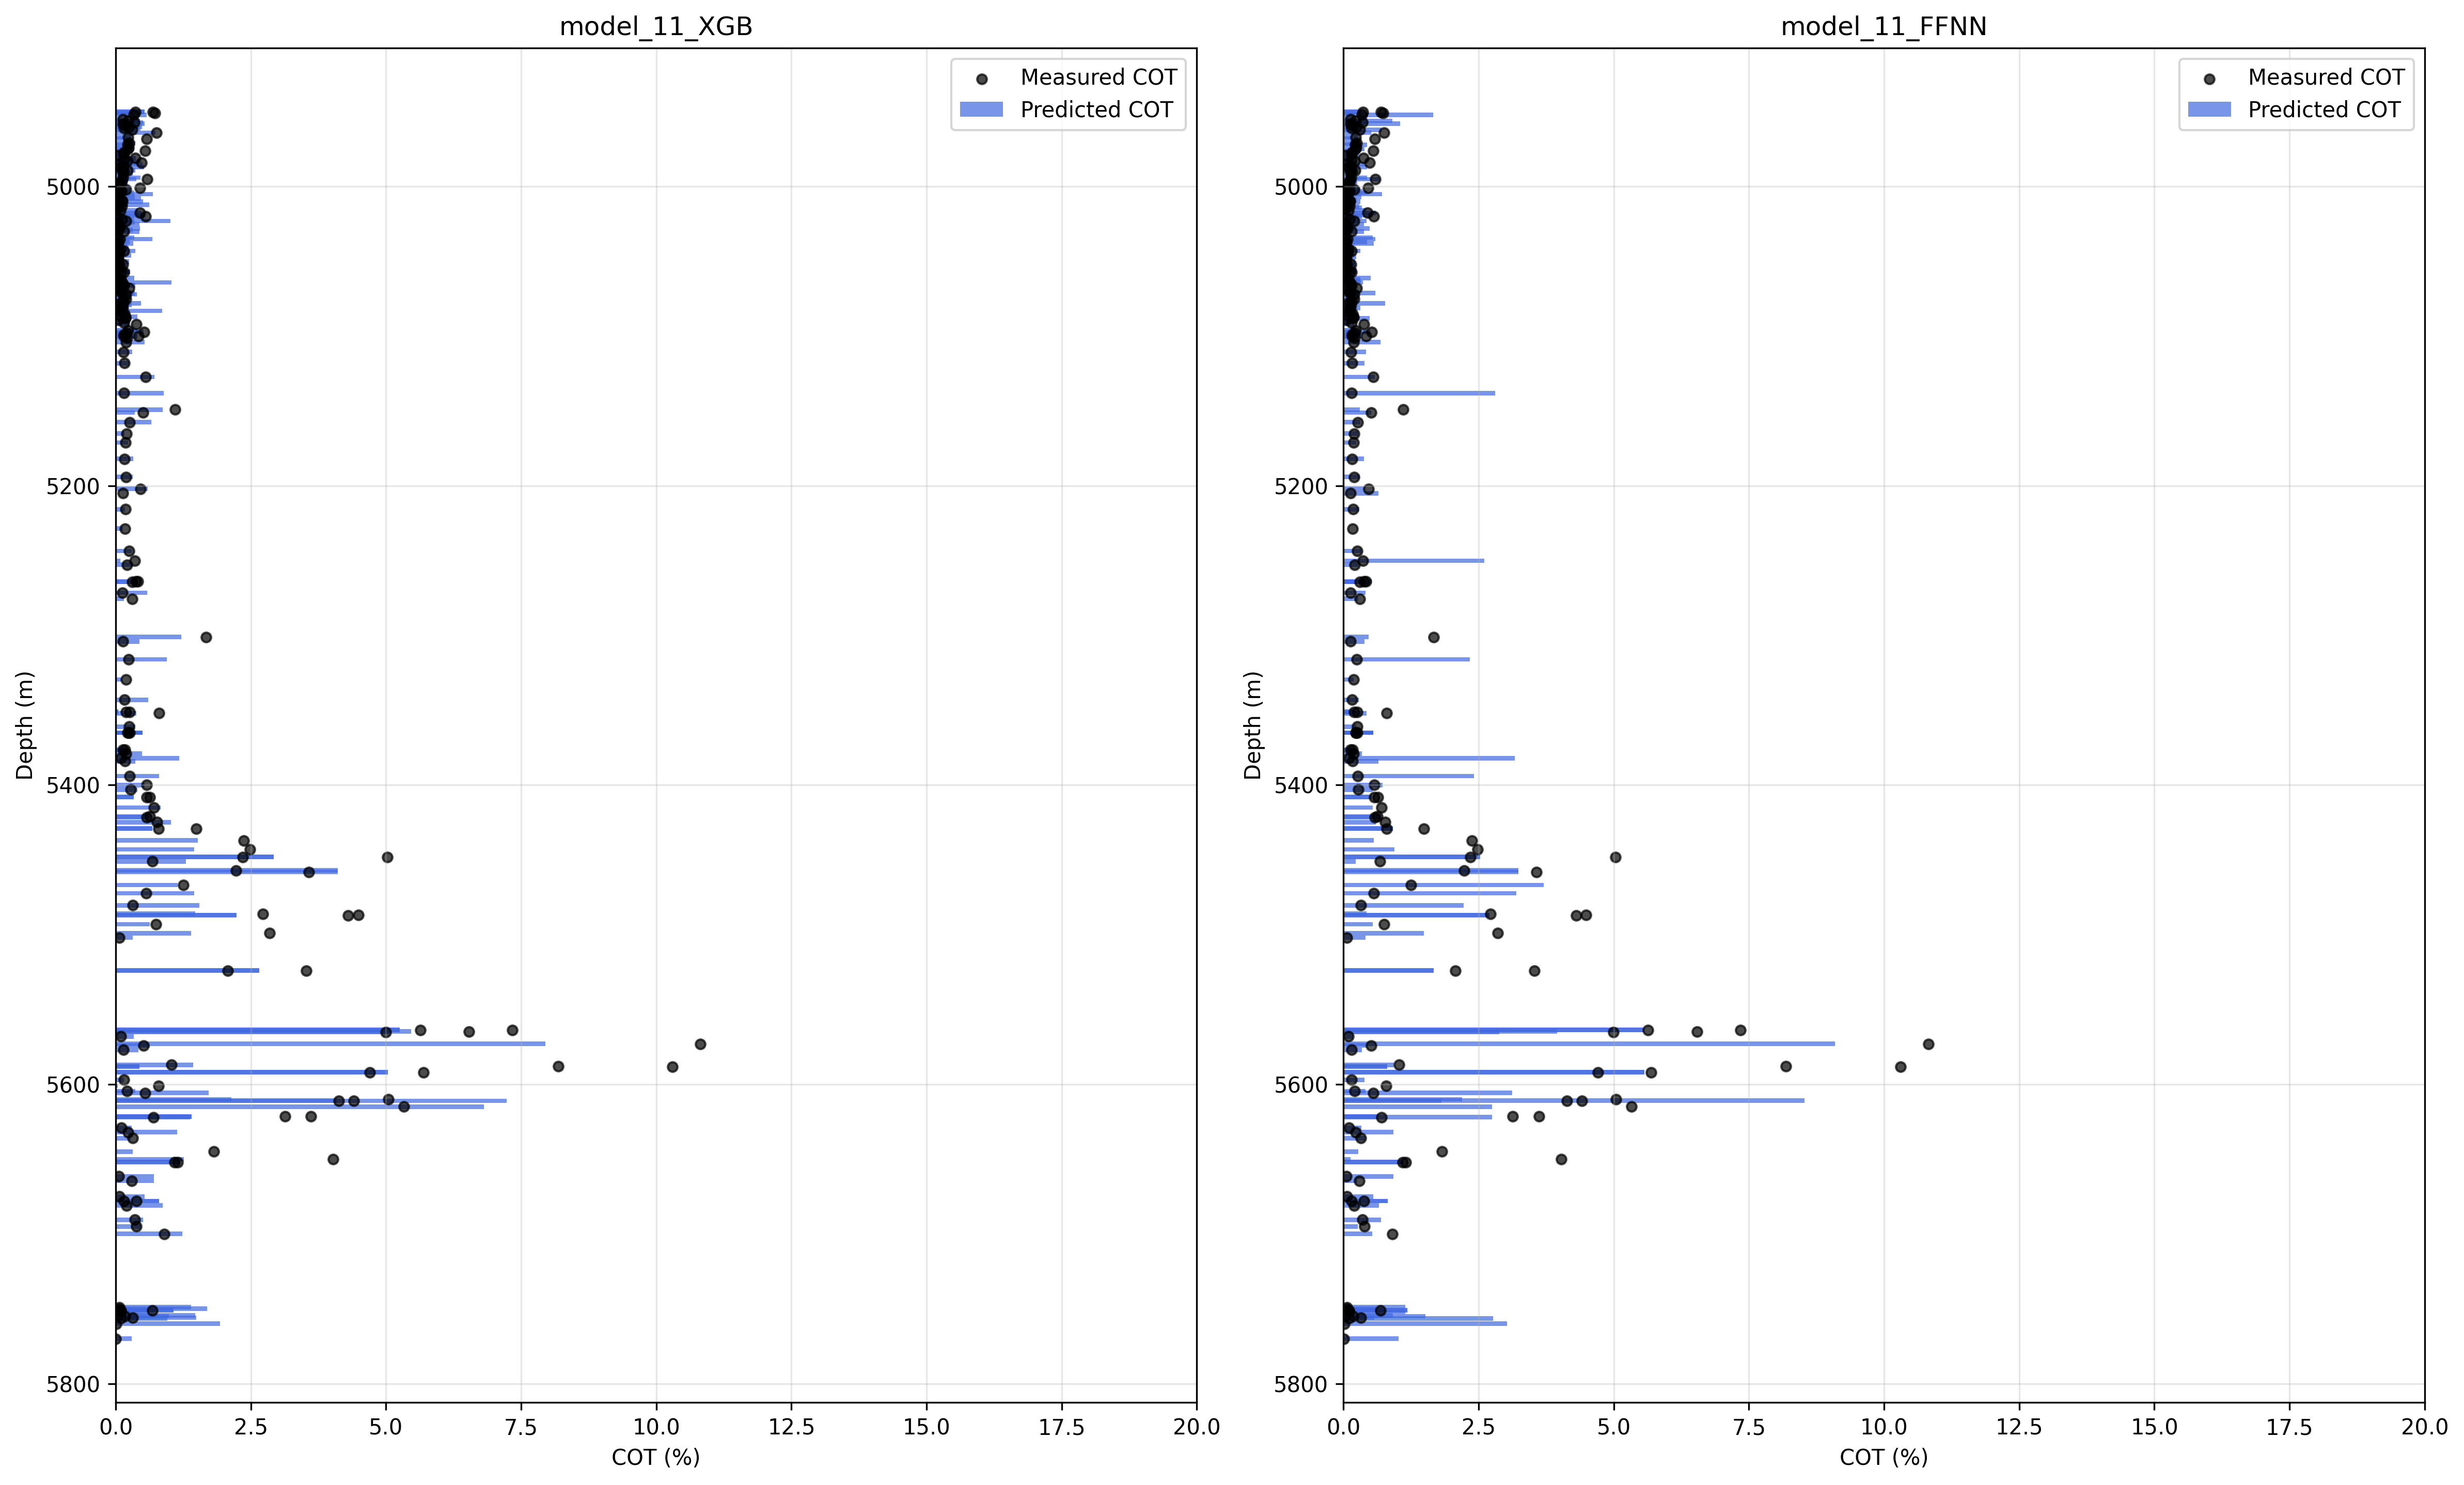 model_11_XGB
Measured COT
Predicted COT
5000
5200
5400
5600
5800
Depth (m)
0.0 2.5 5.0 7.5 10.0 12.5 15.0 17.5 20.0
COT (%)
model_11_FFNN
Measured COT
Predicted COT
5000
5200
5400
5600
5800
Depth (m)
0.0 2.5 5.0 7.5 10.0 12.5 15.0 17.5 20.0
COT (%)